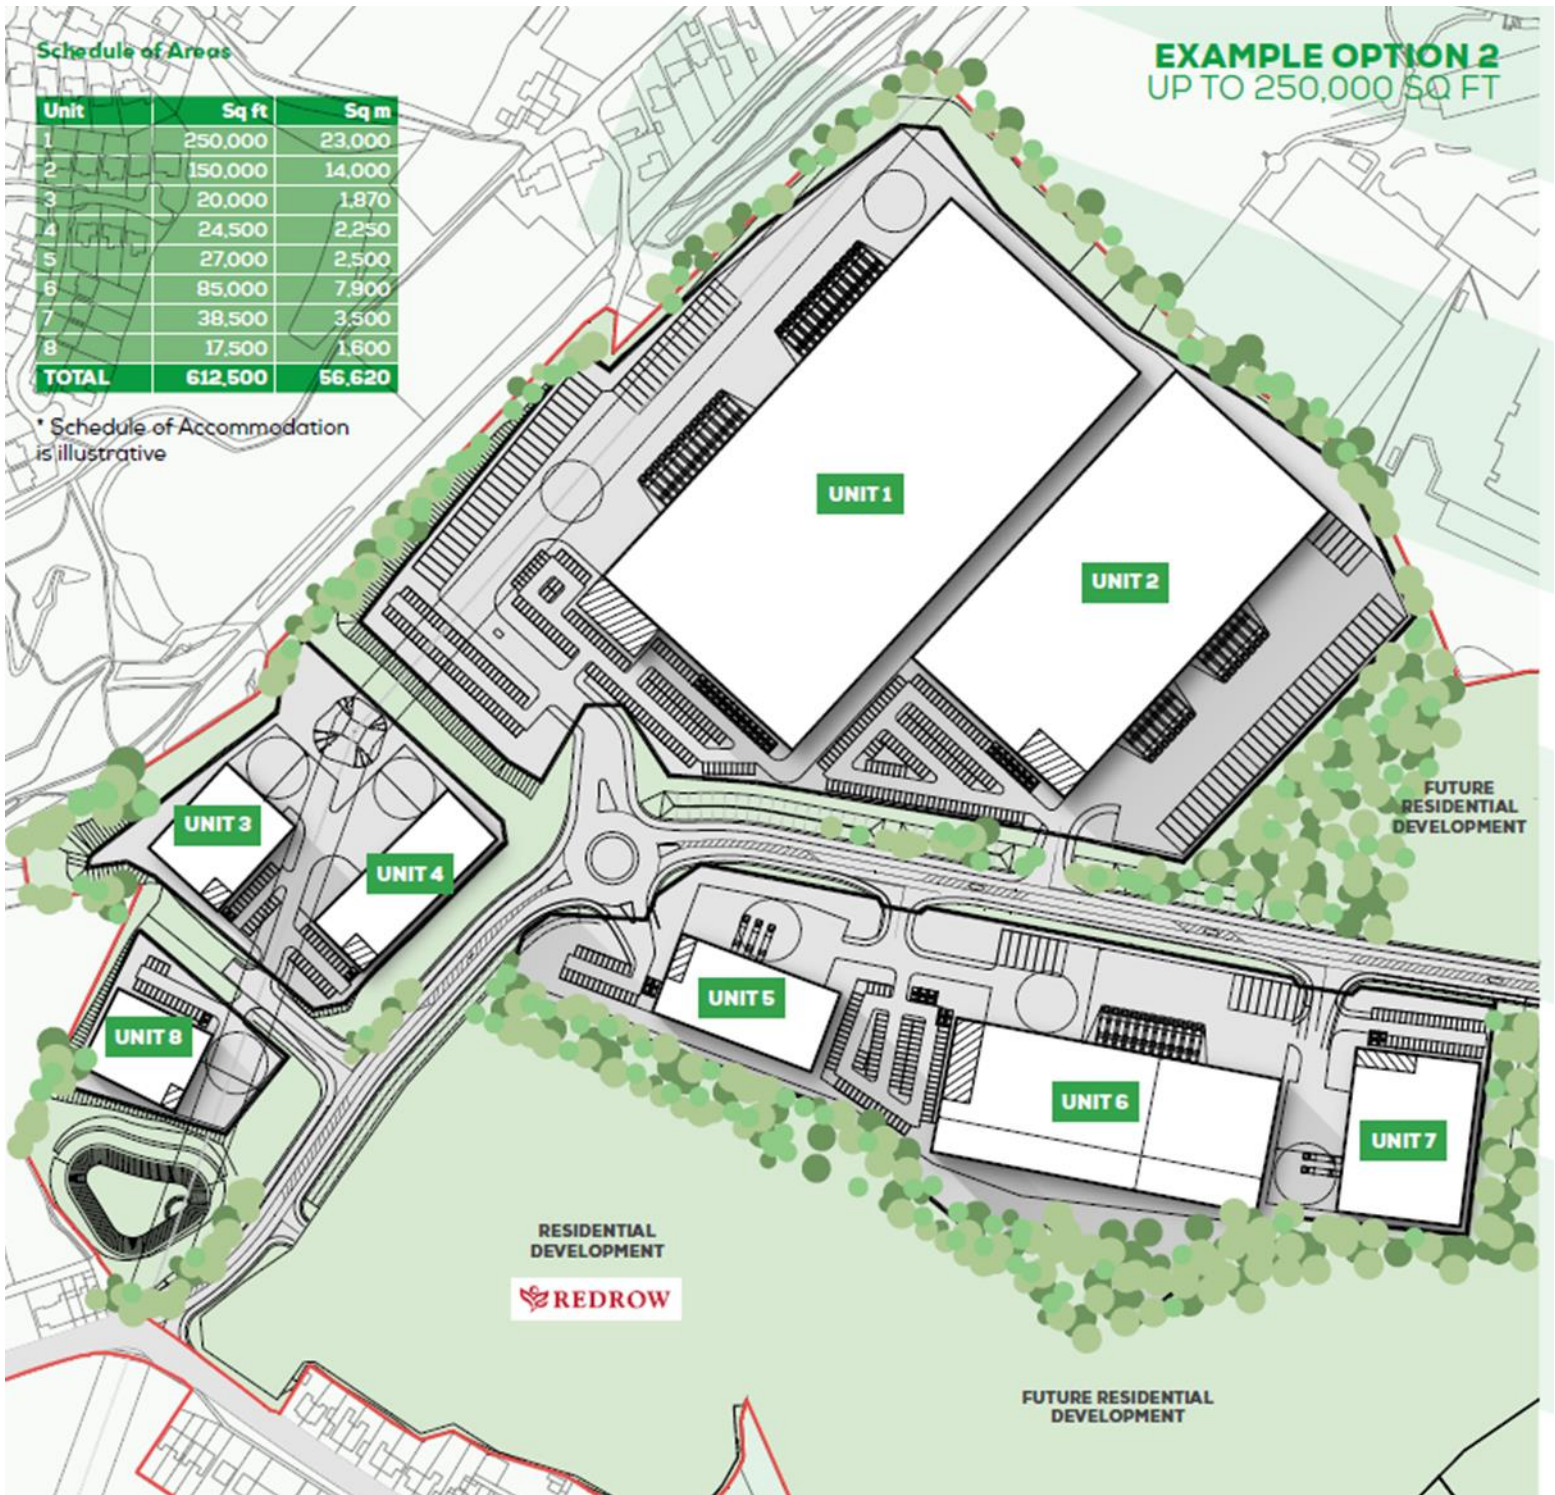 Schedule of Areas
EXAMPLE OPTION 2
UP TO 250,000 SQ FT
Unit Sq ft Sq m
1 250,000 23,000
2 150,000 14,000
3 20,000 1,870
4 24,500 2,250
5 27,000 2,500
6 85,000 7,900
7 38,500 3,500
8 17,500 1,600
TOTAL 612,500 56,620
* Schedule of Accommodation
is illustrative
UNIT 1
UNIT 2
UNIT 3
UNIT 4
UNIT 5
UNIT 6
UNIT 7
UNIT 8
FUTURE
RESIDENTIAL
DEVELOPMENT
RESIDENTIAL
DEVELOPMENT
REDROW
FUTURE RESIDENTIAL
DEVELOPMENT